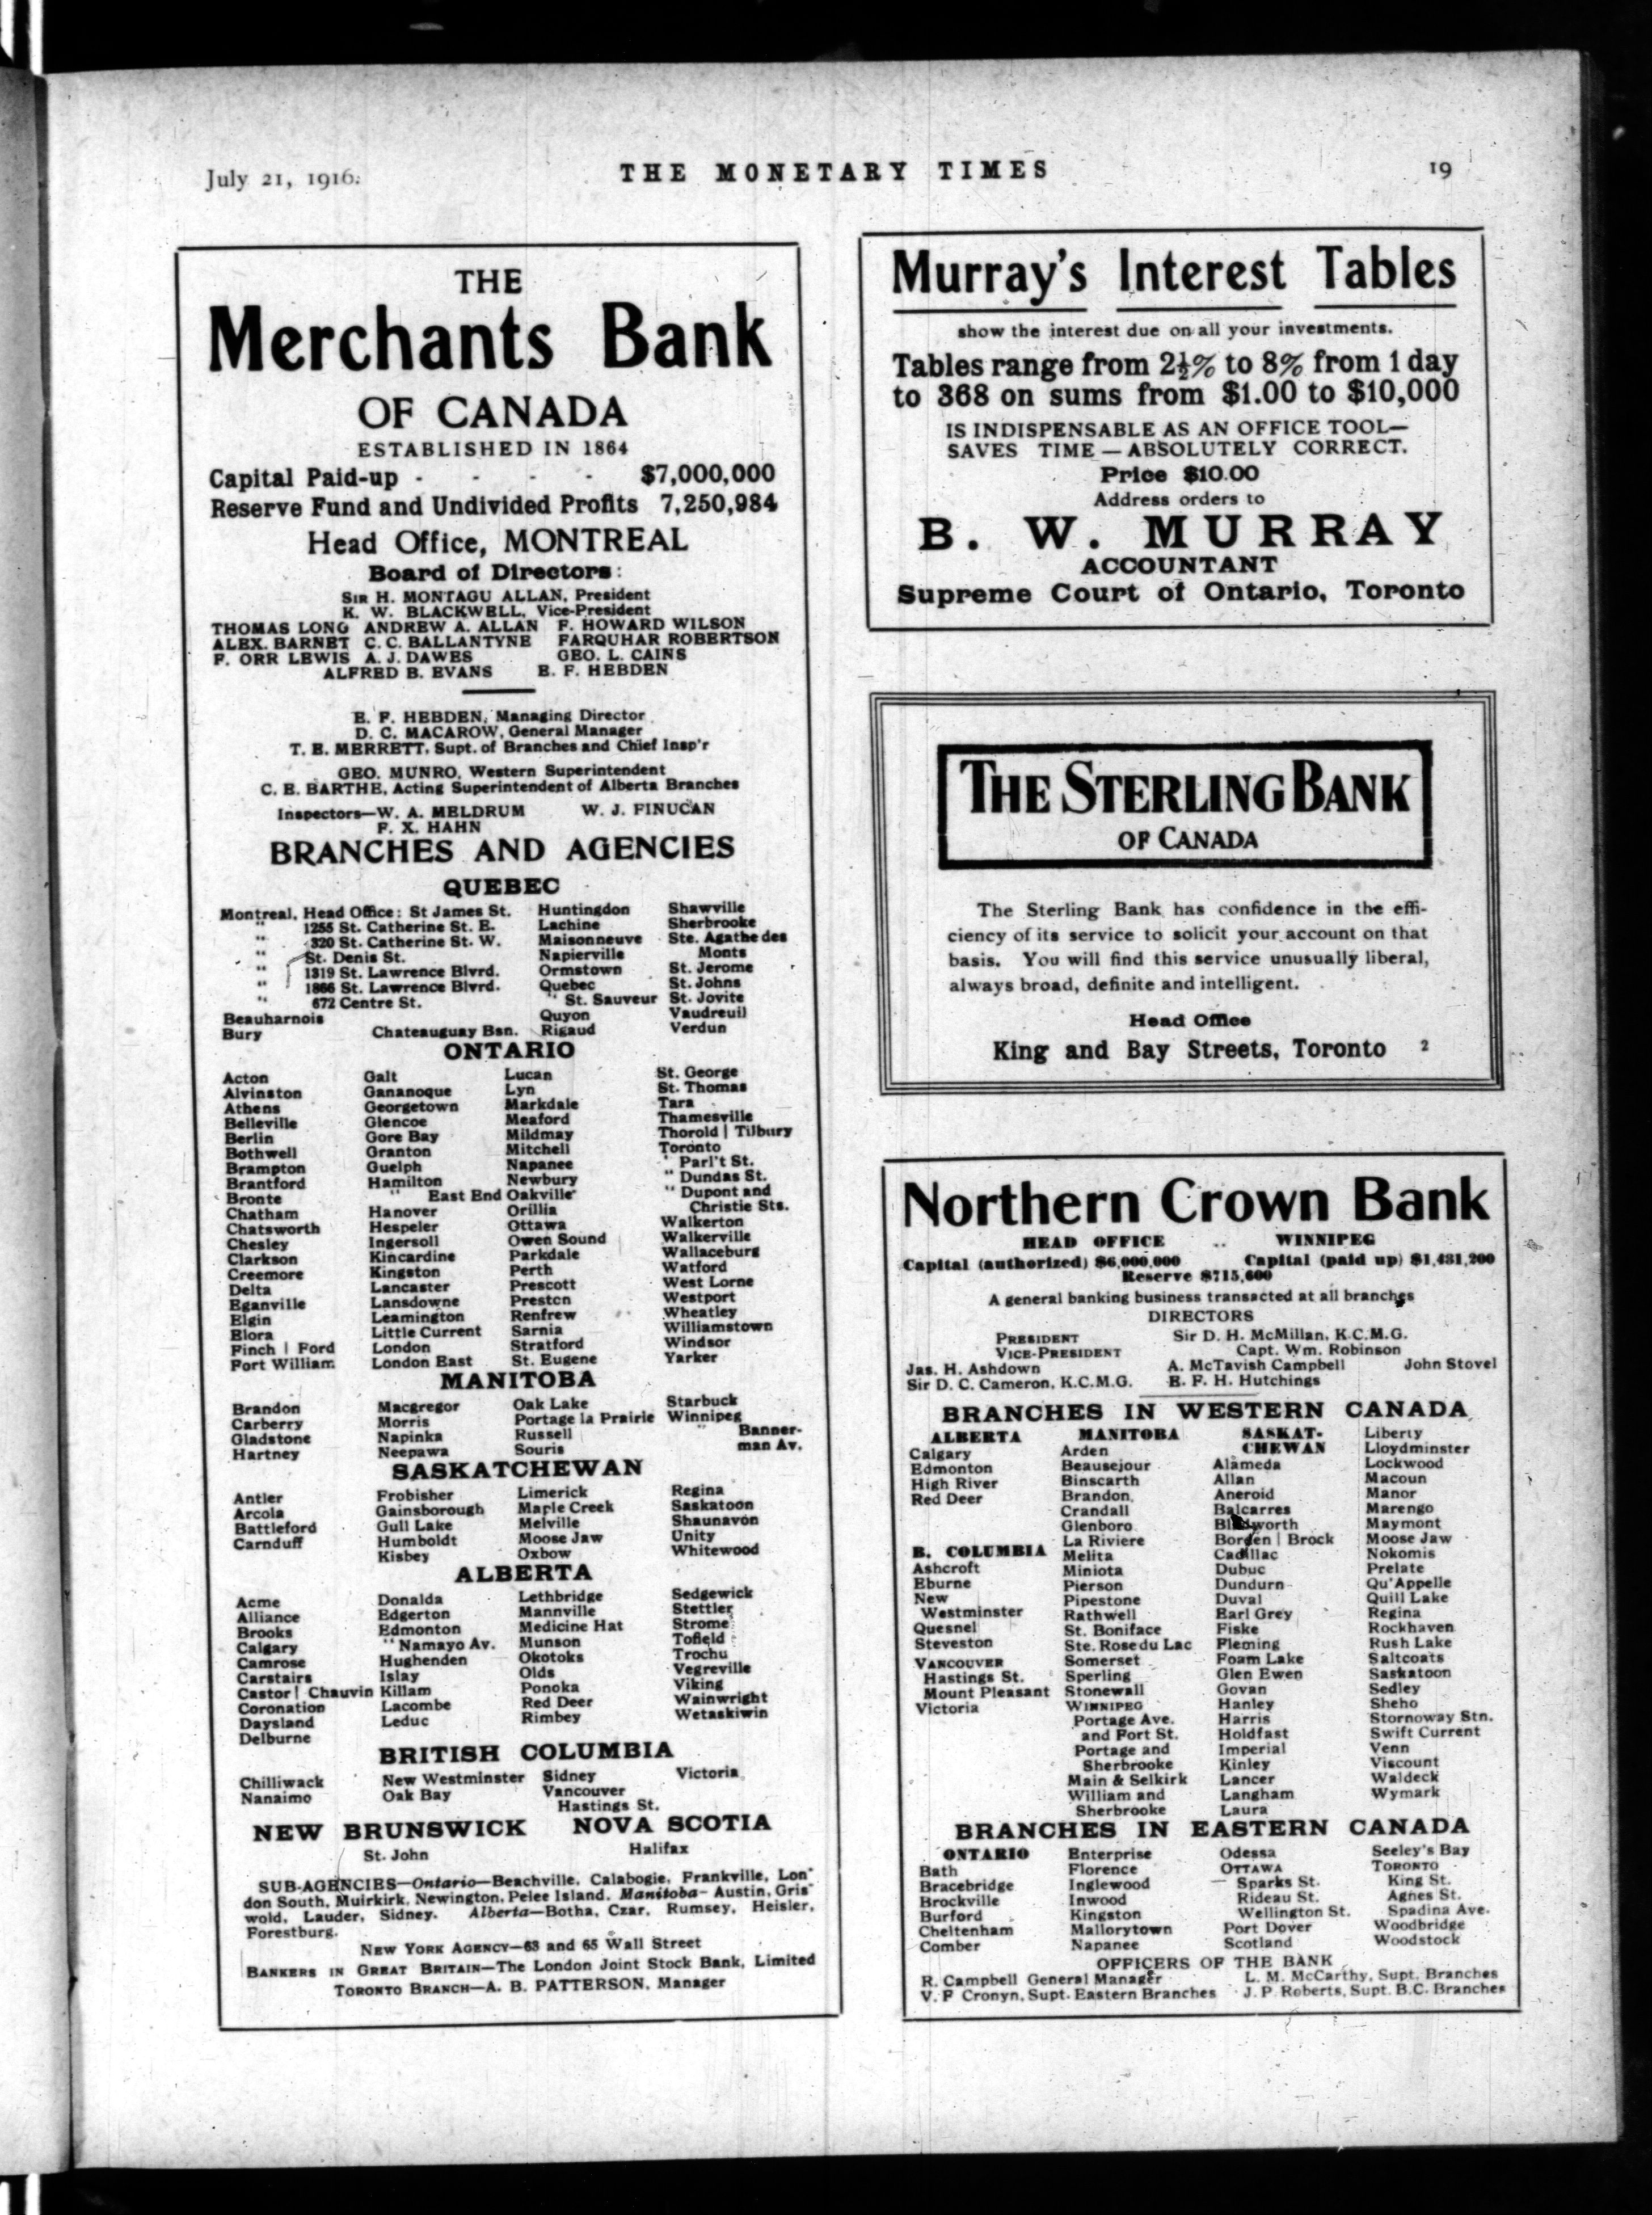 July 21, 1916.
THE MONETARY TIMES
19
THE
Merchants Bank
OF CANADA
ESTABLISHED IN 1864
Capital Paid-up - - - - $7,000,000
Reserve Fund and Undivided Profits 7,250,984
Head Office, MONTREAL
Board of Directors:
SIR H. MONTAGU ALLAN, President
K. W. BLACKWELL, Vice-President
THOMAS LONG ANDREW A. ALLAN F. HOWARD WILSON
ALEX. BARNET C. C. BALLANTYNE FARQUHAR ROBERTSON
F. ORR LEWIS A. J. DAWES GEO. L. CAINS
ALFRED B. EVANS E. F. HEBDEN
E. F. HEBDEN, Managing Director
D. C. MACAROW, General Manager
T. E. MERRETT, Supt. of Branches and Chief Insp'r
GEO. MUNRO, Western Superintendent
C. E. BARTHE, Acting Superintendent of Alberta Branches
Inspectors—W. A. MELDRUM W. J. FINUCAN
F. X. HAHN
BRANCHES AND AGENCIES
QUEBEC
Montreal, Head Office: St James St. Huntingdon Shawville
" 1255 St. Catherine St. E. Lachine Sherbrooke
" 320 St. Catherine St. W. Maisonneuve Ste. Agathe des
" St. Denis St. Napierville Monts
" 1319 St. Lawrence Blvrd. Ormstown St. Jerome
" 1866 St. Lawrence Blvrd. Quebec St. Johns
" 672 Centre St. " St. Sauveur St. Jovite
Beauharnois Quyon Vaudreuil
Bury Chateauguay Bsn. Rigaud Verdun
ONTARIO
Acton Galt Lucan St. George
Alvinston Gananoque Lyn St. Thomas
Athens Georgetown Markdale Tara
Belleville Glencoe Meaford Thamesville
Berlin Gore Bay Mildmay Thorold | Tilbury
Bothwell Granton Mitchell Toronto
Brampton Guelph Napanee " Parl't St.
Brantford Hamilton Newbury " Dundas St.
Bronte " East End Oakville " Dupont and
Chatham Hanover Orillia Christie Sts.
Chatsworth Hespeler Ottawa Walkerton
Chesley Ingersoll Owen Sound Walkerville
Clarkson Kincardine Parkdale Wallaceburg
Creemore Kingston Perth Watford
Delta Lancaster Prescott West Lorne
Eganville Lansdowne Preston Westport
Elgin Leamington Renfrew Wheatley
Elora Little Current Sarnia Williamstown
Finch | Ford London Stratford Windsor
Fort William London East St. Eugene Yarker
MANITOBA
Brandon Macgregor Oak Lake Starbuck
Carberry Morris Portage la Prairie Winnipeg
Gladstone Napinka Russell " Banner-
Hartney Neepawa Souris man Av.
SASKATCHEWAN
Antler Frobisher Limerick Regina
Arcola Gainsborough Maple Creek Saskatoon
Battleford Gull Lake Melville Shaunavon
Carnduff Humboldt Moose Jaw Unity
Kisbey Oxbow Whitewood
ALBERTA
Acme Donalda Lethbridge Sedgewick
Alliance Edgerton Mannville Stettler
Brooks Edmonton Medicine Hat Strome
Calgary " Namayo Av. Munson Tofield
Camrose Hughenden Okotoks Trochu
Carstairs Islay Olds Vegreville
Castor | Chauvin Killam Ponoka Viking
Coronation Lacombe Red Deer Wainwright
Daysland Leduc Rimbey Wetaskiwin
Delburne
BRITISH COLUMBIA
Chilliwack New Westminster Sidney Victoria
Nanaimo Oak Bay Vancouver
Hastings St.
NEW BRUNSWICK NOVA SCOTIA
St. John Halifax
SUB-AGENCIES—Ontario—Beachville, Calabogie, Frankville, Lon-
don South, Muirkirk, Newington, Pelee Island. Manitoba—Austin, Gris-
wold, Lauder, Sidney. Alberta—Botha, Czar, Rumsey, Heisler,
Forestburg.
NEW YORK AGENCY—63 and 65 Wall Street
BANKERS IN GREAT BRITAIN—The London Joint Stock Bank, Limited
TORONTO BRANCH—A. B. PATTERSON, Manager
Murray's Interest Tables
show the interest due on all your investments.
Tables range from 2½% to 8% from 1 day
to 368 on sums from $1.00 to $10,000
IS INDISPENSABLE AS AN OFFICE TOOL—
SAVES TIME — ABSOLUTELY CORRECT.
Price $10.00
Address orders to
B. W. MURRAY
ACCOUNTANT
Supreme Court of Ontario, Toronto
THE STERLING BANK
OF CANADA
The Sterling Bank has confidence in the effi-
ciency of its service to solicit your account on that
basis. You will find this service unusually liberal,
always broad, definite and intelligent.
Head Office
King and Bay Streets, Toronto 2
Northern Crown Bank
HEAD OFFICE .. WINNIPEG
Capital (authorized) $6,000,000 Capital (paid up) $1,431,200
Reserve $715,600
A general banking business transacted at all branches
DIRECTORS
PRESIDENT Sir D. H. McMillan, K.C.M.G.
VICE-PRESIDENT Capt. Wm. Robinson
Jas. H. Ashdown A. McTavish Campbell John Stovel
Sir D. C. Cameron, K.C.M.G. B. F. H. Hutchings
BRANCHES IN WESTERN CANADA
ALBERTA
Calgary
Edmonton
High River
Red Deer
B. COLUMBIA
Ashcroft
Eburne
New
Westminster
Quesnel
Steveston
VANCOUVER
Hastings St.
Mount Pleasant
Victoria
MANITOBA
Arden
Beausejour
Binscarth
Brandon
Crandall
Glenboro
La Riviere
Melita
Miniota
Pierson
Pipestone
Rathwell
St. Boniface
Ste. Rose du Lac
Somerset
Sperling
Stonewall
WINNIPEG
Portage Ave.
and Fort St.
Portage and
Sherbrooke
Main & Selkirk
William and
Sherbrooke
SASKAT-
CHEWAN
Alameda
Allan
Aneroid
Balcarres
Bladworth
Borden | Brock
Cadillac
Dubuc
Dundurn
Duval
Earl Grey
Fiske
Fleming
Foam Lake
Glen Ewen
Govan
Hanley
Harris
Holdfast
Imperial
Kinley
Lancer
Langham
Laura
Liberty
Lloydminster
Lockwood
Macoun
Manor
Marengo
Maymont
Moose Jaw
Nokomis
Prelate
Qu'Appelle
Quill Lake
Regina
Rockhaven
Rush Lake
Saltcoats
Saskatoon
Sedley
Sheho
Stornoway Stn.
Swift Current
Venn
Viscount
Waldeck
Wymark
BRANCHES IN EASTERN CANADA
ONTARIO
Bath
Bracebridge
Brockville
Burford
Cheltenham
Comber
Enterprise
Florence
Inglewood
Inwood
Kingston
Mallorytown
Napanee
Odessa
OTTAWA
Sparks St.
Rideau St.
Wellington St.
Port Dover
Scotland
Seeley's Bay
TORONTO
King St.
Agnes St.
Spadina Ave.
Woodbridge
Woodstock
OFFICERS OF THE BANK
R. Campbell General Manager L. M. McCarthy, Supt. Branches
V. F Cronyn, Supt. Eastern Branches J. P. Roberts, Supt. B.C. Branches